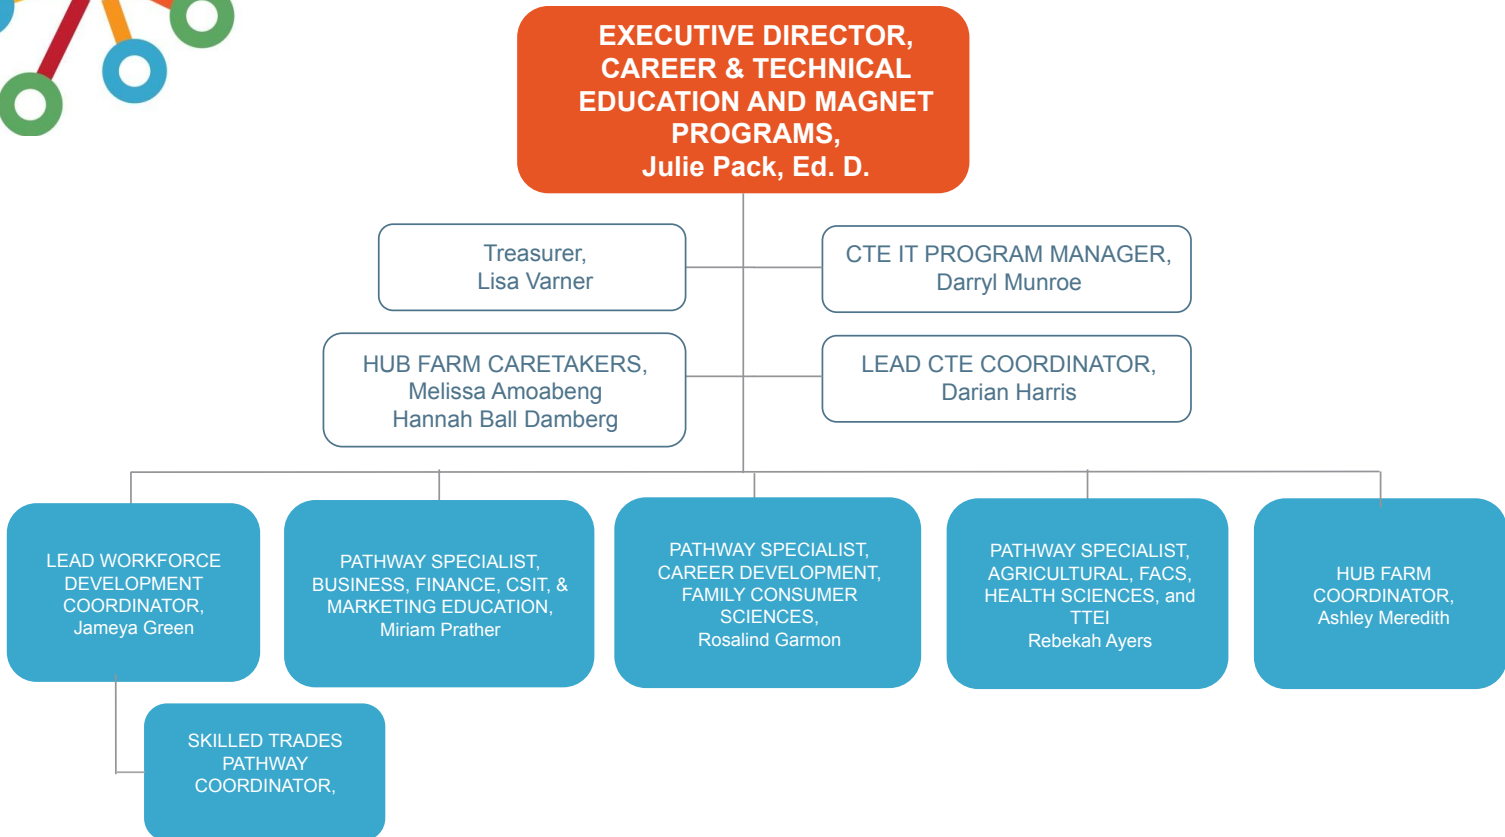 EXECUTIVE DIRECTOR,
CAREER & TECHNICAL
EDUCATION AND MAGNET
PROGRAMS,
Julie Pack, Ed. D.
Treasurer,
Lisa Varner
CTE IT PROGRAM MANAGER,
Darryl Munroe
HUB FARM CARETAKERS,
Melissa Amoabeng
Hannah Ball Damberg
LEAD CTE COORDINATOR,
Darian Harris
LEAD WORKFORCE
DEVELOPMENT
COORDINATOR,
Jameya Green
PATHWAY SPECIALIST,
BUSINESS, FINANCE, CSIT, &
MARKETING EDUCATION,
Miriam Prather
PATHWAY SPECIALIST,
CAREER DEVELOPMENT,
FAMILY CONSUMER
SCIENCES,
Rosalind Garmon
PATHWAY SPECIALIST,
AGRICULTURAL, FACS,
HEALTH SCIENCES, and
TTEI
Rebekah Ayers
HUB FARM
COORDINATOR,
Ashley Meredith
SKILLED TRADES
PATHWAY
COORDINATOR,